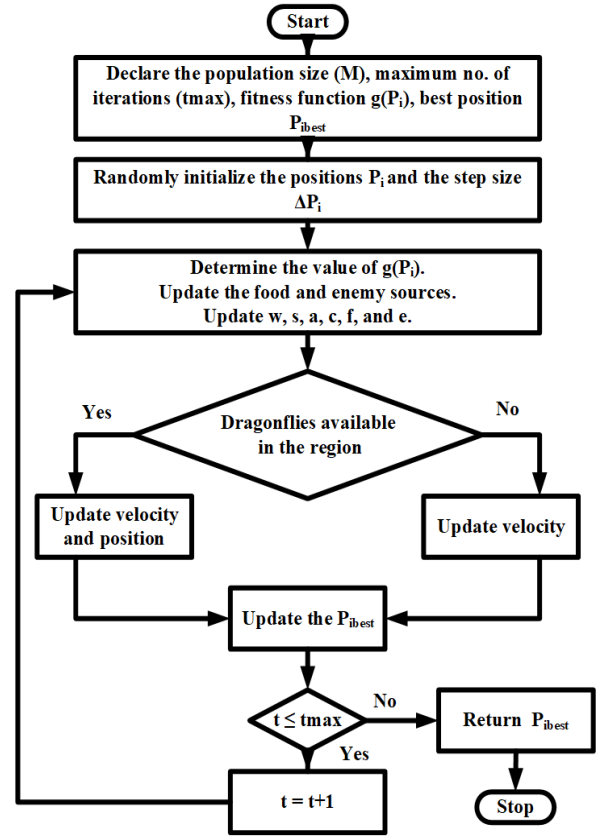 Start
Declare the population size (M), maximum no. of
iterations (tmax), fitness function g(Pᵢ), best position
Pibest
Randomly initialize the positions Pᵢ and the step size
ΔPᵢ
Determine the value of g(Pᵢ).
Update the food and enemy sources.
Update w, s, a, c, f, and e.
Yes
No
Dragonflies available
in the region
Update velocity
and position
Update velocity
Update the Pibest
t ≤ tmax
No
Return Pibest
Yes
t = t+1
Stop